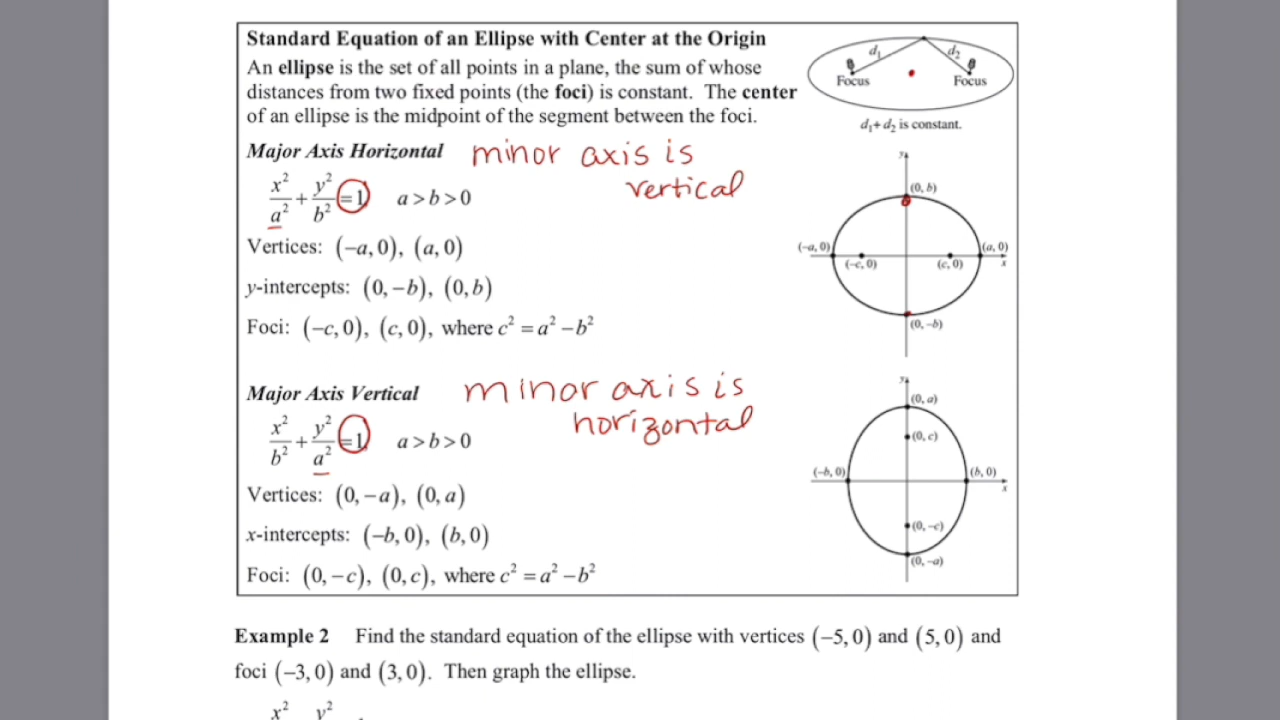 Standard Equation of an Ellipse with Center at the Origin
An ellipse is the set of all points in a plane, the sum of whose
distances from two fixed points (the foci) is constant. The center
of an ellipse is the midpoint of the segment between the foci.
d₁ d₂
Focus Focus
d₁+ d₂ is constant.
Major Axis Horizontal minor axis is
vertical
x²/a² + y²/b² = 1 a > b > 0
Vertices: (−a, 0), (a, 0)
y-intercepts: (0, −b), (0, b)
Foci: (−c, 0), (c, 0), where c² = a² − b²
y
(0, b)
(−a, 0) (a, 0)
(−c, 0) (c, 0) x
(0, −b)
Major Axis Vertical minor axis is
horizontal
x²/b² + y²/a² = 1 a > b > 0
Vertices: (0, −a), (0, a)
x-intercepts: (−b, 0), (b, 0)
Foci: (0, −c), (0, c), where c² = a² − b²
y
(0, a)
(0, c)
(−b, 0) (b, 0)
x
(0, −c)
(0, −a)
Example 2 Find the standard equation of the ellipse with vertices (−5, 0) and (5, 0) and
foci (−3, 0) and (3, 0). Then graph the ellipse.
x² y²